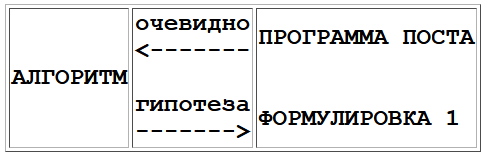 АЛГОРИТМ
очевидно
<-------
гипотеза
------->
ПРОГРАММА ПОСТА
ФОРМУЛИРОВКА 1